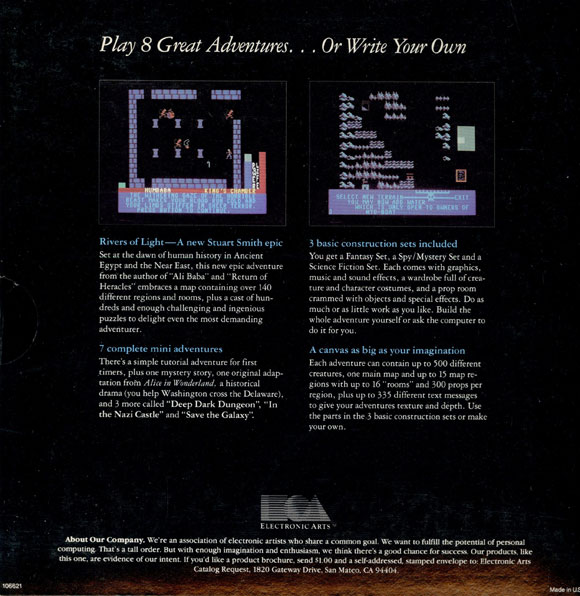 Play 8 Great Adventures. . . Or Write Your Own
HUMBABA KING'S CHAMBER
SELECT NEW TERRAIN EXIT
YOU MAY NOW ADD WATER
WHICH IS ONLY OPEN TO OWNERS OF
Rivers of Light—A new Stuart Smith epic
Set at the dawn of human history in Ancient
Egypt and the Near East, this new epic adventure
from the author of "Ali Baba" and "Return of
Heracles" embraces a map containing over 140
different regions and rooms, plus a cast of hun-
dreds and enough challenging and ingenious
puzzles to delight even the most demanding
adventurer.
7 complete mini adventures
There's a simple tutorial adventure for first
timers, plus one mystery story, one original adap-
tation from Alice in Wonderland, a historical
drama (you help Washington cross the Delaware),
and 3 more called "Deep Dark Dungeon", "In
the Nazi Castle" and "Save the Galaxy".
3 basic construction sets included
You get a Fantasy Set, a Spy/Mystery Set and a
Science Fiction Set. Each comes with graphics,
music and sound effects, a wardrobe full of crea-
ture and character costumes, and a prop room
crammed with objects and special effects. Do as
much or as little work as you like. Build the
whole adventure yourself or ask the computer to
do it for you.
A canvas as big as your imagination
Each adventure can contain up to 500 different
creatures, one main map and up to 15 map re-
gions with up to 16 "rooms" and 300 props per
region, plus up to 335 different text messages
to give your adventures texture and depth. Use
the parts in the 3 basic construction sets or make
your own.
ELECTRONIC ARTS™
About Our Company. We're an association of electronic artists who share a common goal. We want to fulfill the potential of personal
computing. That's a tall order. But with enough imagination and enthusiasm, we think there's a good chance for success. Our products, like
this one, are evidence of our intent. If you'd like a product brochure, send $1.00 and a self-addressed, stamped envelope to: Electronic Arts
Catalog Request, 1820 Gateway Drive, San Mateo, CA 94404.
106621
Made in U.S